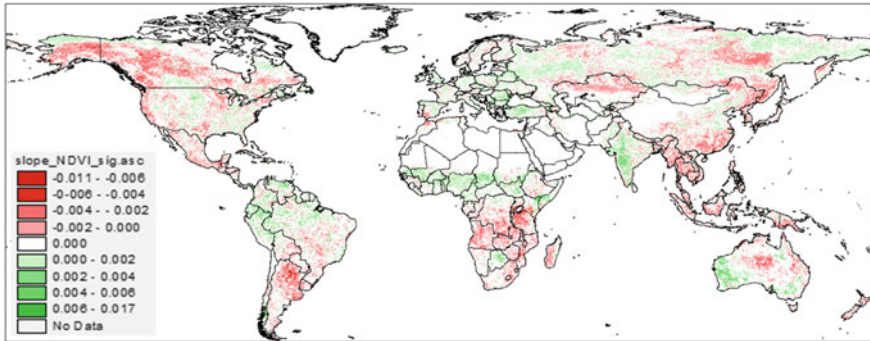 slope_NDVI_sig.asc
-0.011 - -0.006
-0.006 - -0.004
-0.004 - -0.002
-0.002 - 0.000
0.000
0.000 - 0.002
0.002 - 0.004
0.004 - 0.006
0.006 - 0.017
No Data